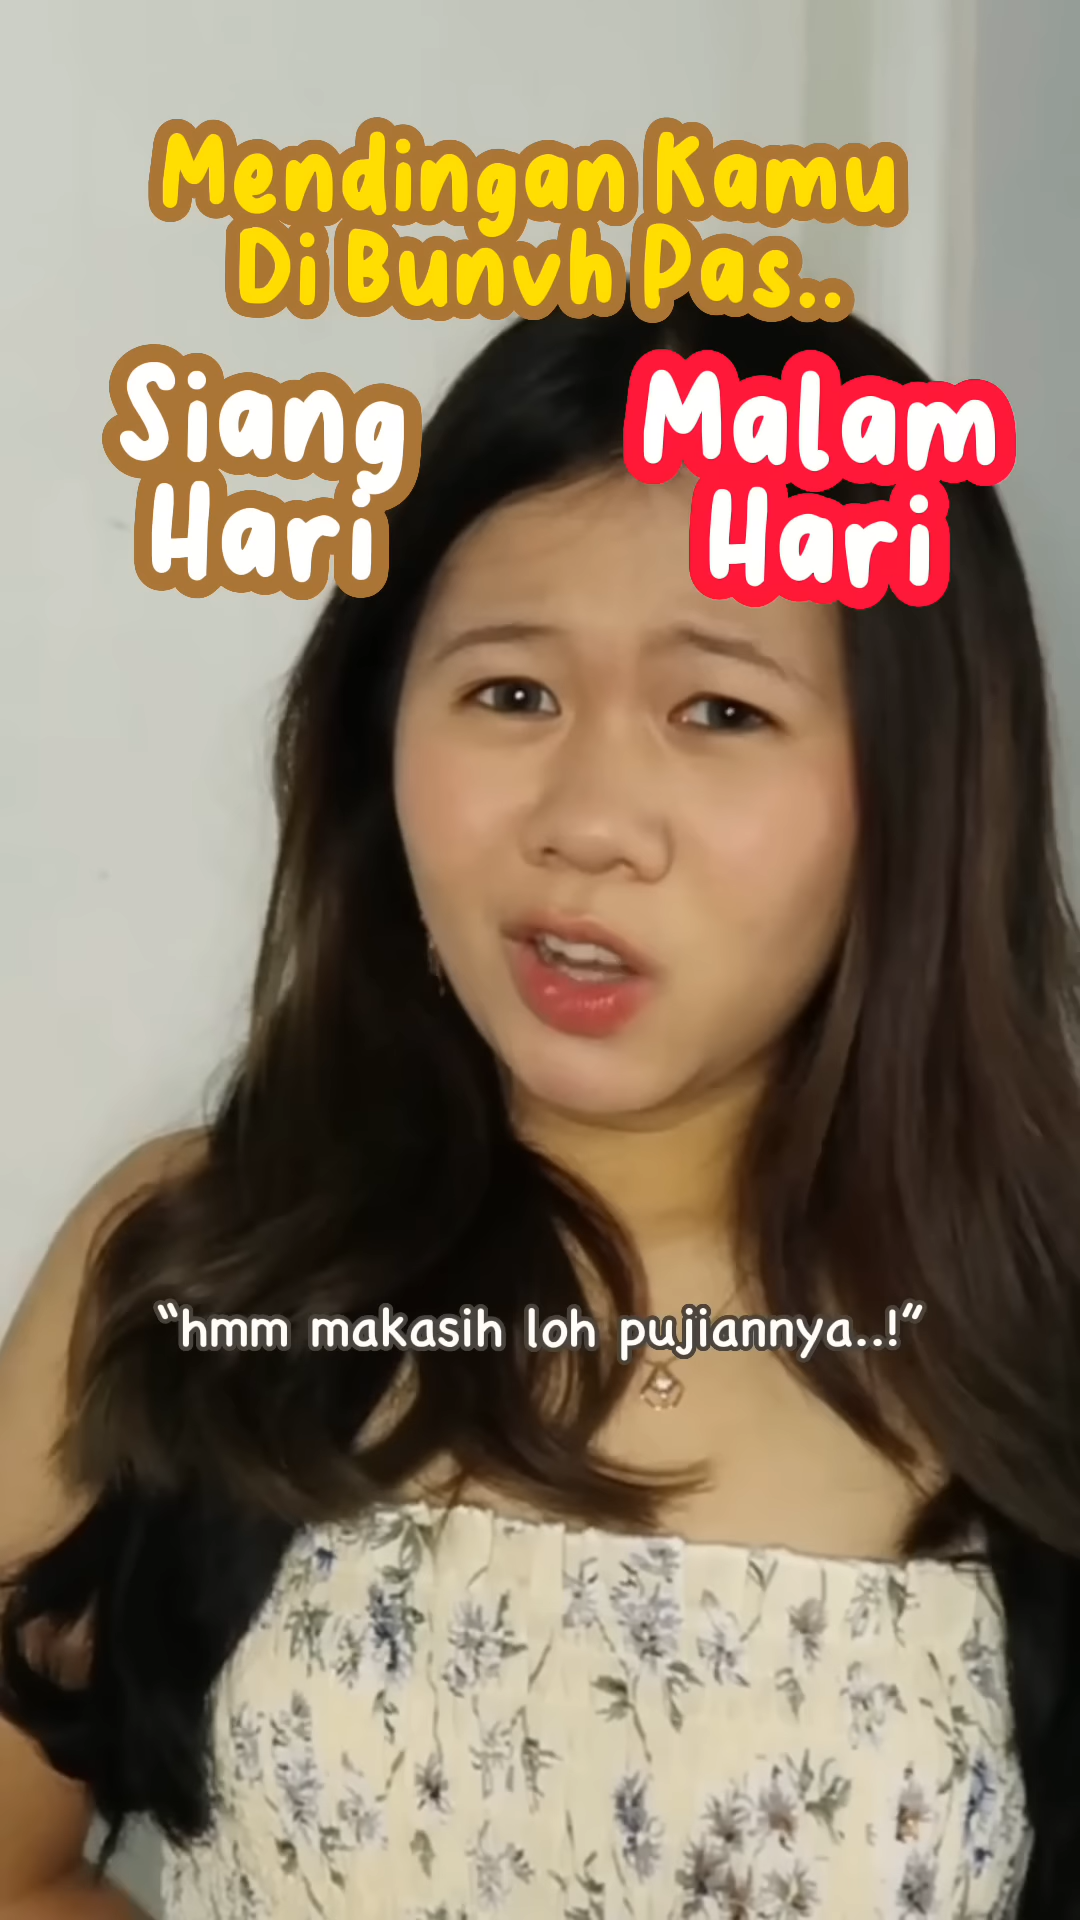 Mendingan Kamu
Di Bunvh Pas..
Siang
Hari
Malam
Hari
“hmm makasih loh pujiannya..!”